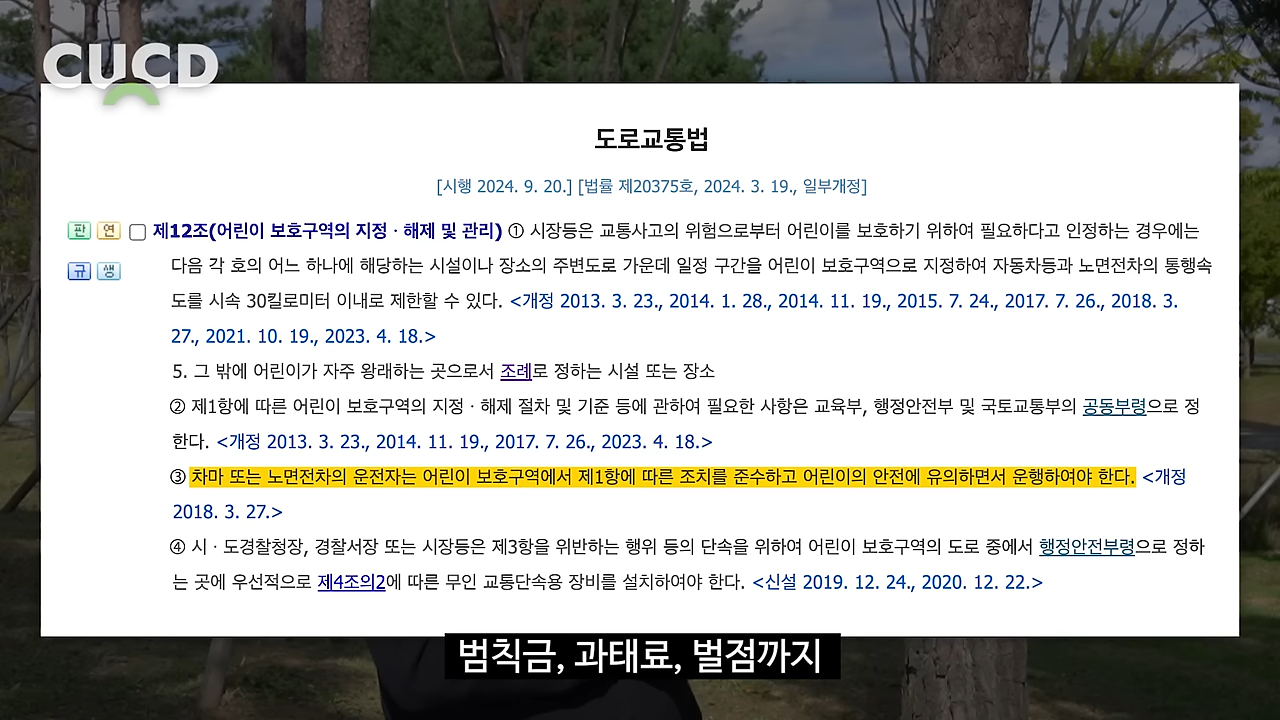 CUCD
도로교통법
[시행 2024. 9. 20.] [법률 제20375호, 2024. 3. 19., 일부개정]
판 연 제12조(어린이 보호구역의 지정ㆍ해제 및 관리) ① 시장등은 교통사고의 위험으로부터 어린이를 보호하기 위하여 필요하다고 인정하는 경우에는
규 생 다음 각 호의 어느 하나에 해당하는 시설이나 장소의 주변도로 가운데 일정 구간을 어린이 보호구역으로 지정하여 자동차등과 노면전차의 통행속
도를 시속 30킬로미터 이내로 제한할 수 있다. <개정 2013. 3. 23., 2014. 1. 28., 2014. 11. 19., 2015. 7. 24., 2017. 7. 26., 2018. 3.
27., 2021. 10. 19., 2023. 4. 18.>
5. 그 밖에 어린이가 자주 왕래하는 곳으로서 조례로 정하는 시설 또는 장소
② 제1항에 따른 어린이 보호구역의 지정ㆍ해제 절차 및 기준 등에 관하여 필요한 사항은 교육부, 행정안전부 및 국토교통부의 공동부령으로 정
한다. <개정 2013. 3. 23., 2014. 11. 19., 2017. 7. 26., 2023. 4. 18.>
③ 차마 또는 노면전차의 운전자는 어린이 보호구역에서 제1항에 따른 조치를 준수하고 어린이의 안전에 유의하면서 운행하여야 한다. <개정
2018. 3. 27.>
④ 시ㆍ도경찰청장, 경찰서장 또는 시장등은 제3항을 위반하는 행위 등의 단속을 위하여 어린이 보호구역의 도로 중에서 행정안전부령으로 정하
는 곳에 우선적으로 제4조의2에 따른 무인 교통단속용 장비를 설치하여야 한다. <신설 2019. 12. 24., 2020. 12. 22.>
범칙금, 과태료, 벌점까지